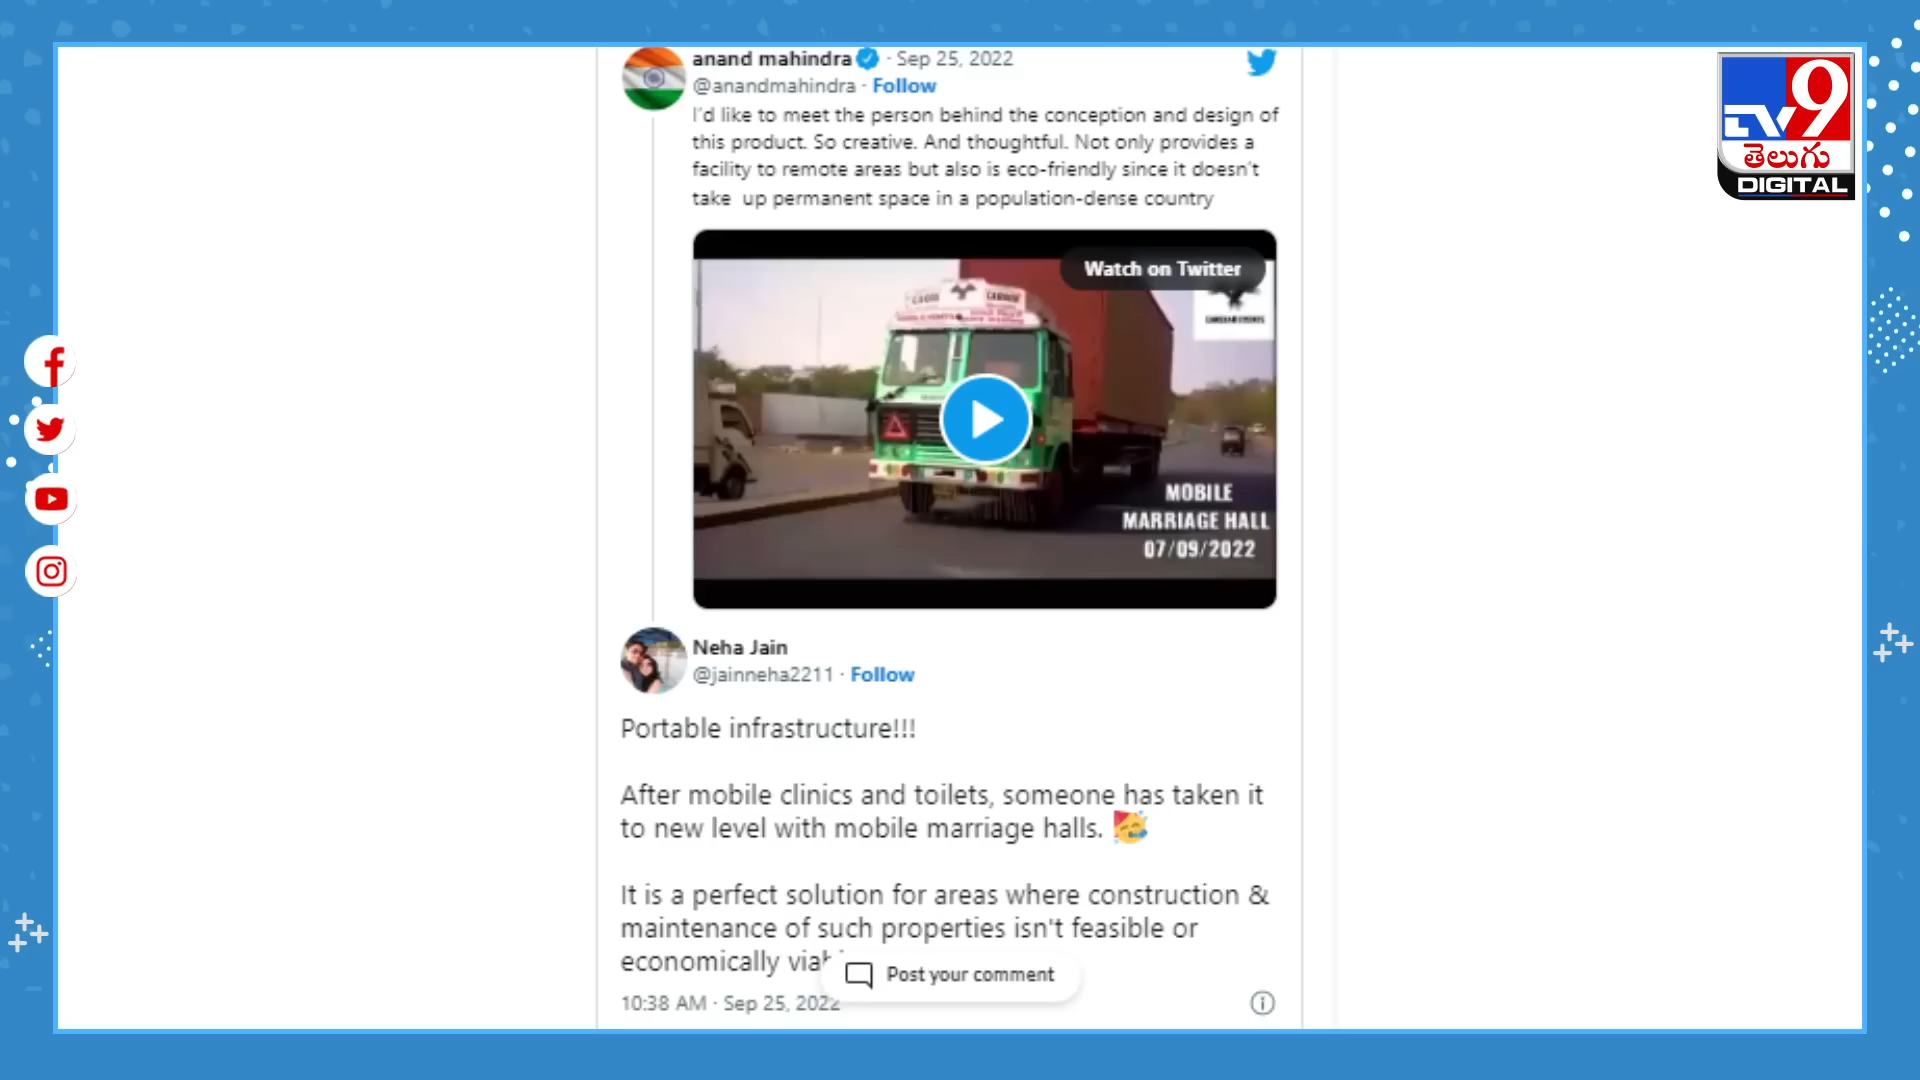 anand mahindra · Sep 25, 2022
@anandmahindra · Follow
I'd like to meet the person behind the conception and design of
this product. So creative. And thoughtful. Not only provides a
facility to remote areas but also is eco-friendly since it doesn't
take up permanent space in a population-dense country
Watch on Twitter
MOBILE
MARRIAGE HALL
07/09/2022
Neha Jain
@jainneha2211 · Follow
Portable infrastructure!!!
After mobile clinics and toilets, someone has taken it
to new level with mobile marriage halls.
It is a perfect solution for areas where construction &
maintenance of such properties isn't feasible or
economically
Post your comment
10:38 AM · Sep 25, 2022
TV9
తెలుగు
DIGITAL